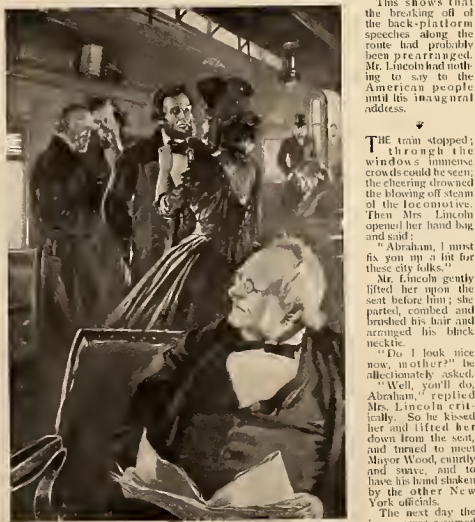 This shows that
the breaking off of
the back-platform
speeches along the
route had probably
been prearranged.
Mr. Lincoln had noth-
ing to say to the
American people
until his inaugural
address.
THE train stopped;
through the
windows immense
crowds could be seen;
the cheering drowned
the blowing off steam
of the locomotive.
Then Mrs Lincoln
opened her hand bag
and said:
"Abraham, I must
fix you up a bit for
these city folks."
Mr. Lincoln gently
lifted her upon the
seat before him; she
parted, combed and
brushed his hair and
arranged his black
necktie.
"Do I look nice
now, mother?" he
affectionately asked.
"Well, you'll do,
Abraham," replied
Mrs. Lincoln crit-
ically. So he kissed
her and lifted her
down from the seat,
and turned to meet
Mayor Wood, courtly
and suave, and to
have his hand shaken
by the other New
York officials.
The next day the